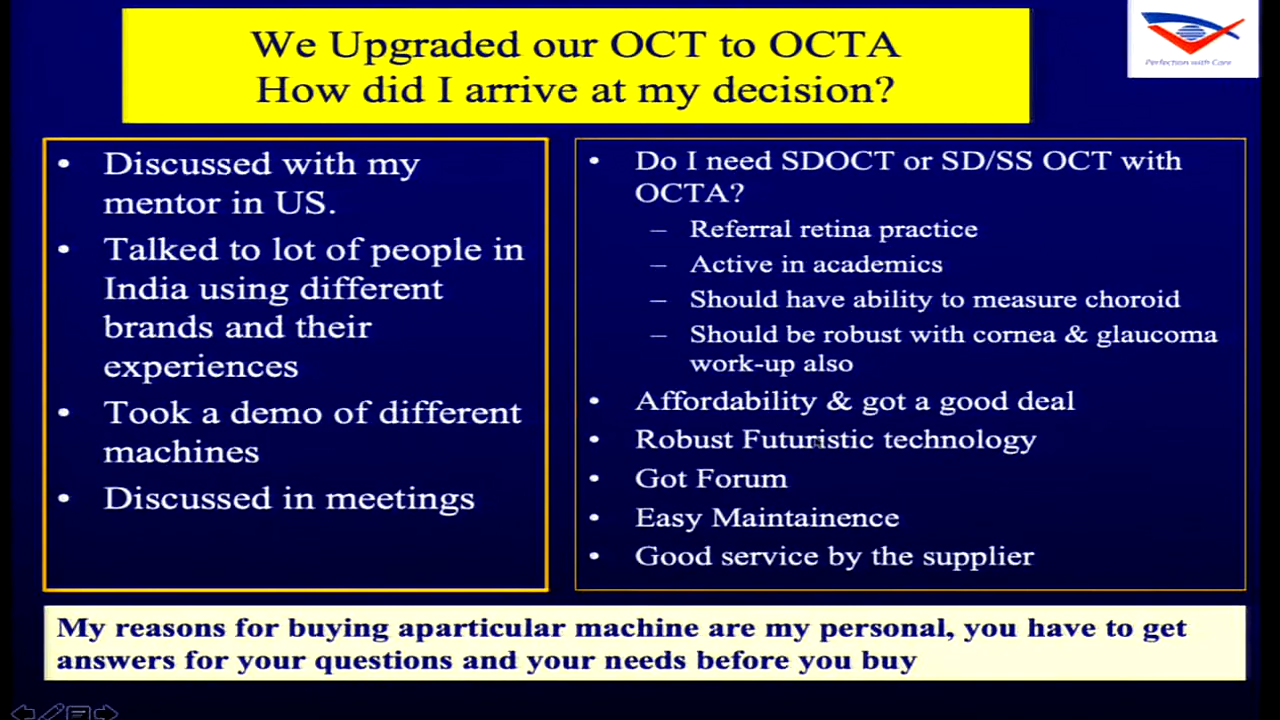 We Upgraded our OCT to OCTA
How did I arrive at my decision?
Perfection with Care
• Discussed with my
mentor in US.
• Talked to lot of people in
India using different
brands and their
experiences
• Took a demo of different
machines
• Discussed in meetings
• Do I need SDOCT or SD/SS OCT with
OCTA?
– Referral retina practice
– Active in academics
– Should have ability to measure choroid
– Should be robust with cornea & glaucoma
work-up also
• Affordability & got a good deal
• Robust Futuristic technology
• Got Forum
• Easy Maintainence
• Good service by the supplier
My reasons for buying aparticular machine are my personal, you have to get
answers for your questions and your needs before you buy